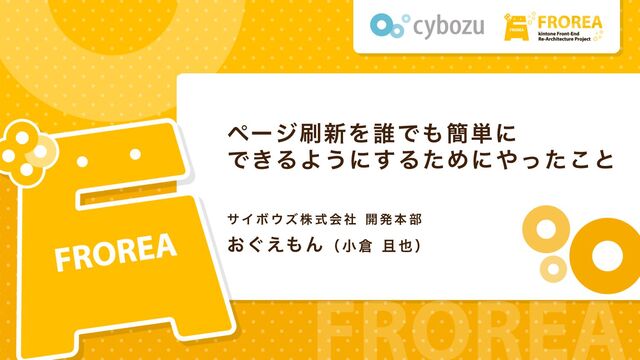 cybozu
FROREA
kintone Front-End
Re-Architecture Project
FROREA
ページ刷新を誰でも簡単に
できるようにするためにやったこと
サイボウズ株式会社 開発本部
おぐえもん（小倉 且也）
FROREA
FROREA